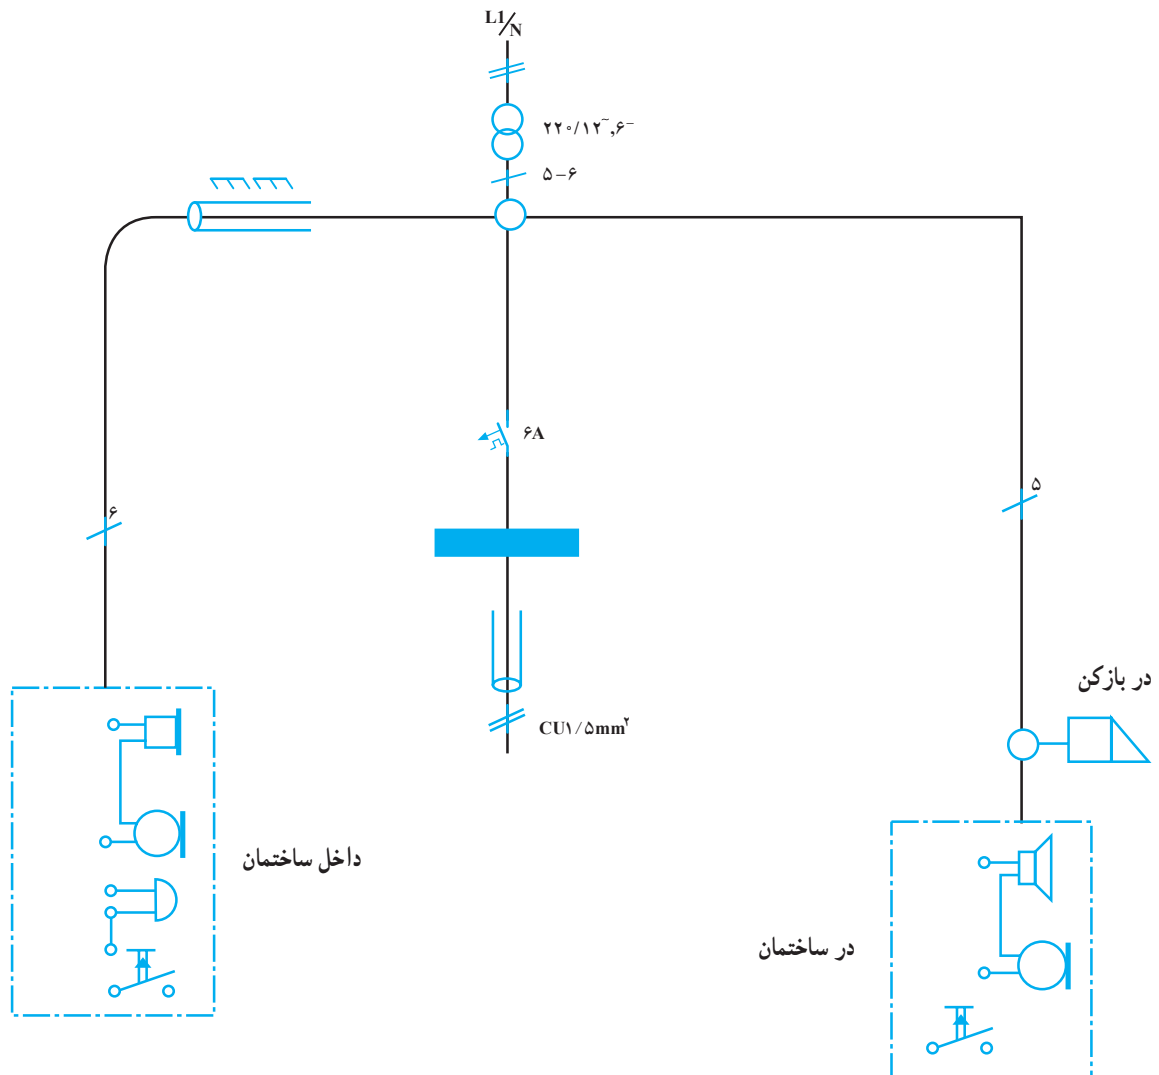 L1/N
۲۲۰/۱۲~,۶-
۵-۶
۶A
۶
۵
در بازکن
CU۱/۵mm۲
داخل ساختمان
در ساختمان